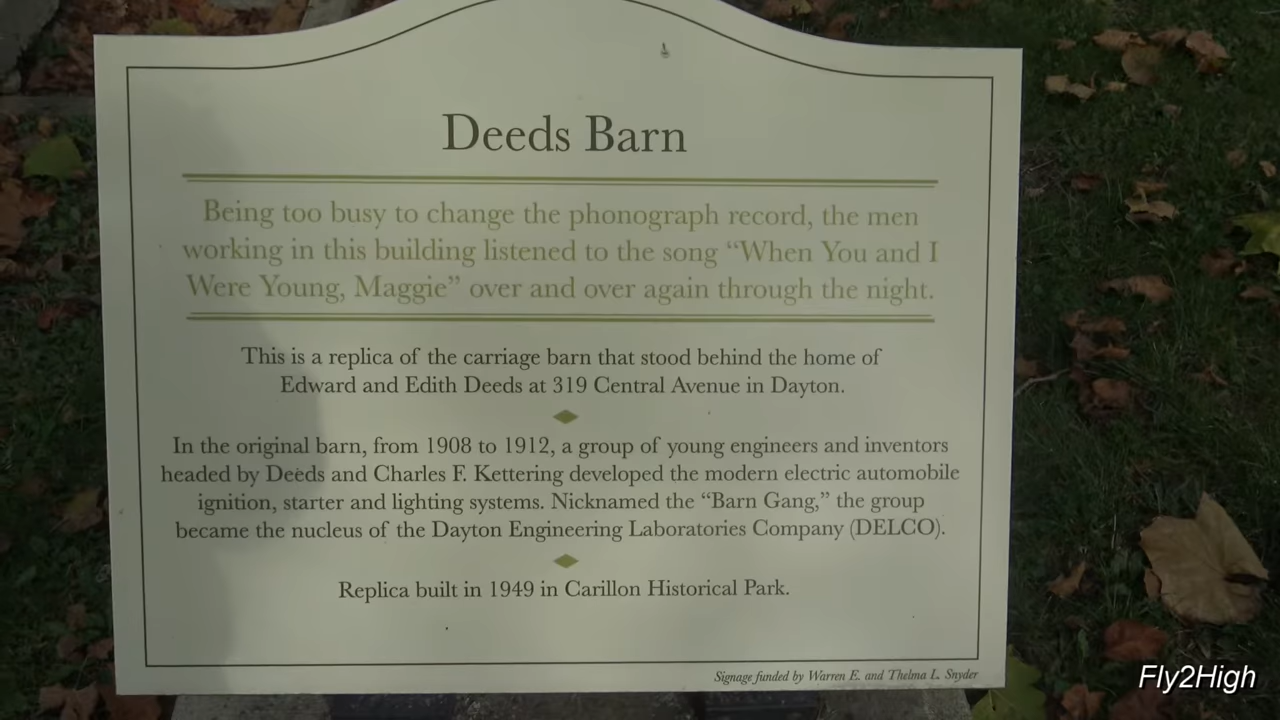 Deeds Barn
Being too busy to change the phonograph record, the men
working in this building listened to the song “When You and I
Were Young, Maggie” over and over again through the night.
This is a replica of the carriage barn that stood behind the home of
Edward and Edith Deeds at 319 Central Avenue in Dayton.
In the original barn, from 1908 to 1912, a group of young engineers and inventors
headed by Deeds and Charles F. Kettering developed the modern electric automobile
ignition, starter and lighting systems. Nicknamed the “Barn Gang,” the group
became the nucleus of the Dayton Engineering Laboratories Company (DELCO).
Replica built in 1949 in Carillon Historical Park.
Signage funded by Warren E. and Thelma L. Snyder
Fly2High